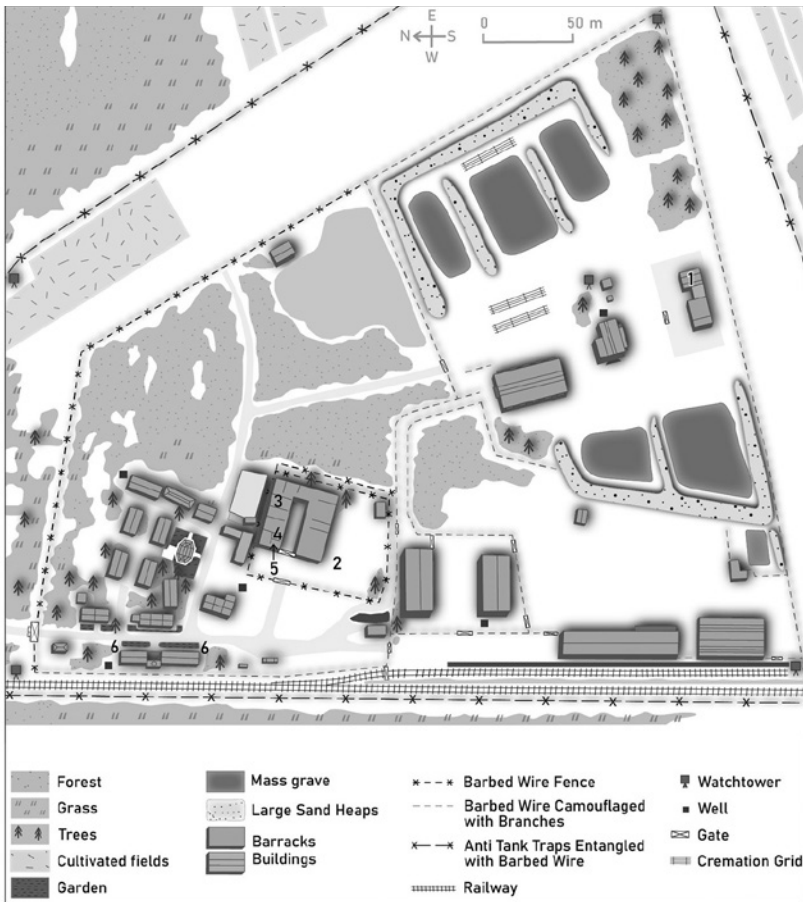 E
0 50 m
N S
W
1
3
4
2
5
6 6
Forest
Grass
Trees
Cultivated fields
Garden
Mass grave
Large Sand Heaps
Barracks
Buildings
Barbed Wire Fence
Barbed Wire Camouflaged
with Branches
Anti Tank Traps Entangled
with Barbed Wire
Railway
Watchtower
Well
Gate
Cremation Grid